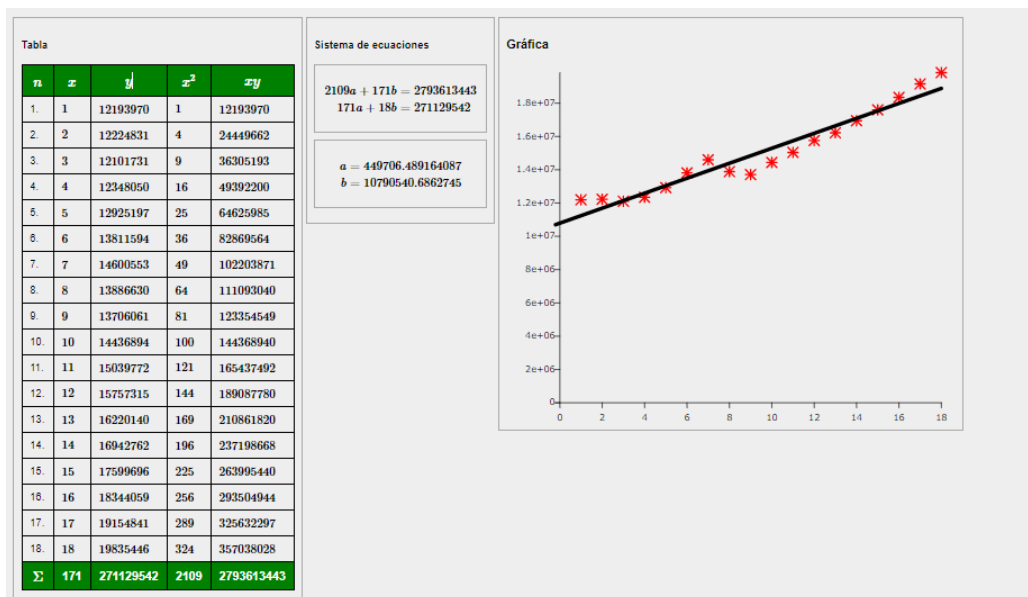 Tabla
n x y x² xy
1. 1 12193970 1 12193970
2. 2 12224831 4 24449662
3. 3 12101731 9 36305193
4. 4 12348050 16 49392200
5. 5 12925197 25 64625985
6. 6 13811594 36 82869564
7. 7 14600553 49 102203871
8. 8 13886630 64 111093040
9. 9 13706061 81 123354549
10. 10 14436894 100 144368940
11. 11 15039772 121 165437492
12. 12 15757315 144 189087780
13. 13 16220140 169 210861820
14. 14 16942762 196 237198668
15. 15 17599696 225 263995440
16. 16 18344059 256 293504944
17. 17 19154841 289 325632297
18. 18 19835446 324 357038028
Σ 171 271129542 2109 2793613443
Sistema de ecuaciones
2109a + 171b = 2793613443
171a + 18b = 271129542
a = 449706.489164087
b = 10790540.6862745
Gráfica
1.8e+07
1.6e+07
1.4e+07
1.2e+07
1e+07
8e+06
6e+06
4e+06
2e+06
0
0 2 4 6 8 10 12 14 16 18